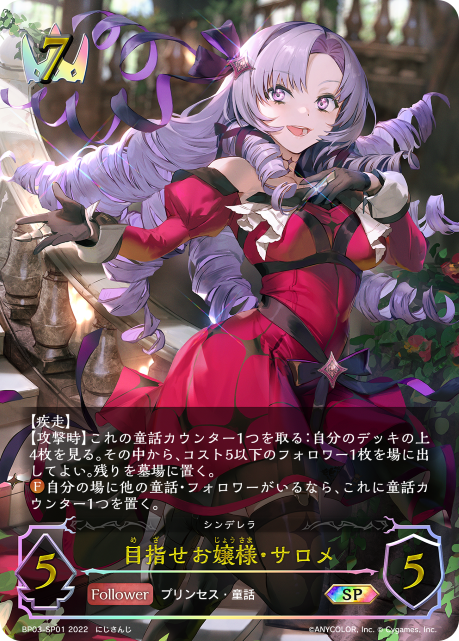 7
【疾走】
【攻撃時】これの童話カウンター1つを取る：自分のデッキの上
4枚を見る。その中から、コスト5以下のフォロワー1枚を場に出
してよい。残りを墓場に置く。
F 自分の場に他の童話・フォロワーがいるなら、これに童話カ
ウンター1つを置く。
シンデレラ
めざ じょうさま
目指せお嬢様・サロメ
5
5
Follower プリンセス・童話
SP
BP03-SP01 2022 にじさんじ
©ANYCOLOR, Inc. © Cygames, Inc.